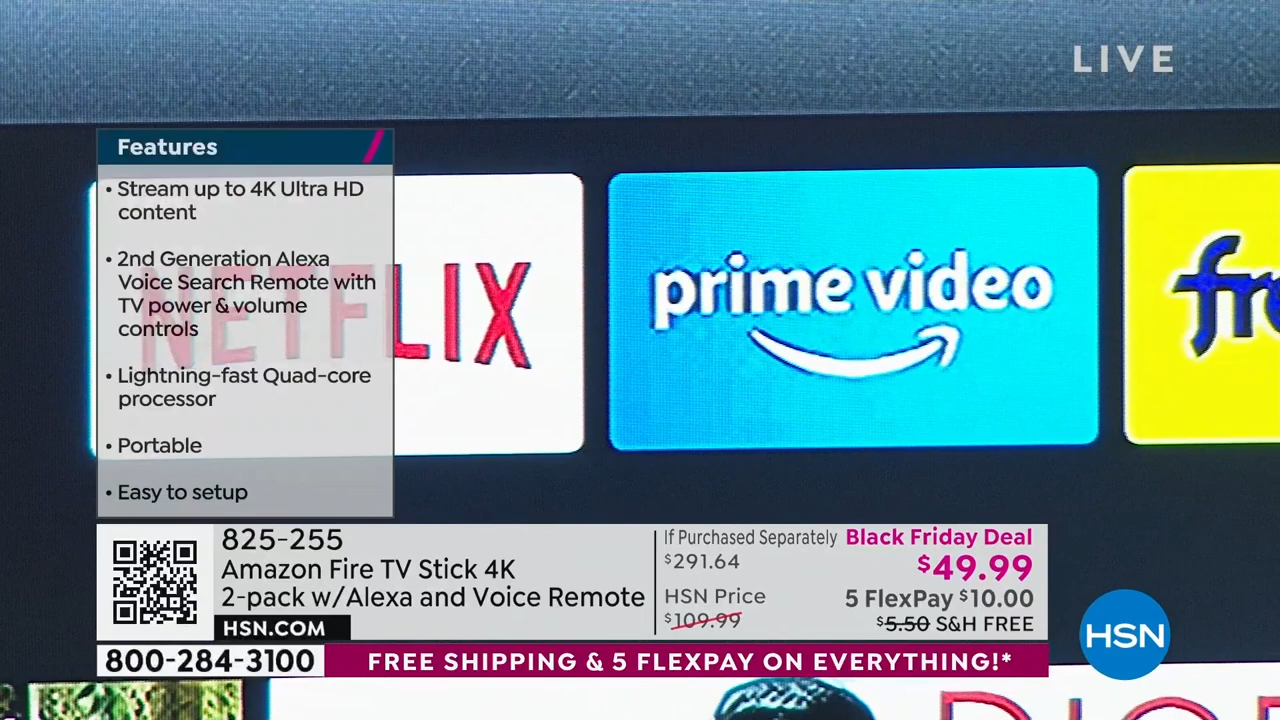 LIVE
Features
• Stream up to 4K Ultra HD
content
• 2nd Generation Alexa
Voice Search Remote with
TV power & volume
controls
• Lightning-fast Quad-core
processor
• Portable
• Easy to setup
NETFLIX
prime video
825-255
Amazon Fire TV Stick 4K
2-pack w/Alexa and Voice Remote
HSN.COM
If Purchased Separately
$291.64
HSN Price
$109.99
Black Friday Deal
$49.99
5 FlexPay $10.00
$5.50 S&H FREE
HSN
800-284-3100
FREE SHIPPING & 5 FLEXPAY ON EVERYTHING!*